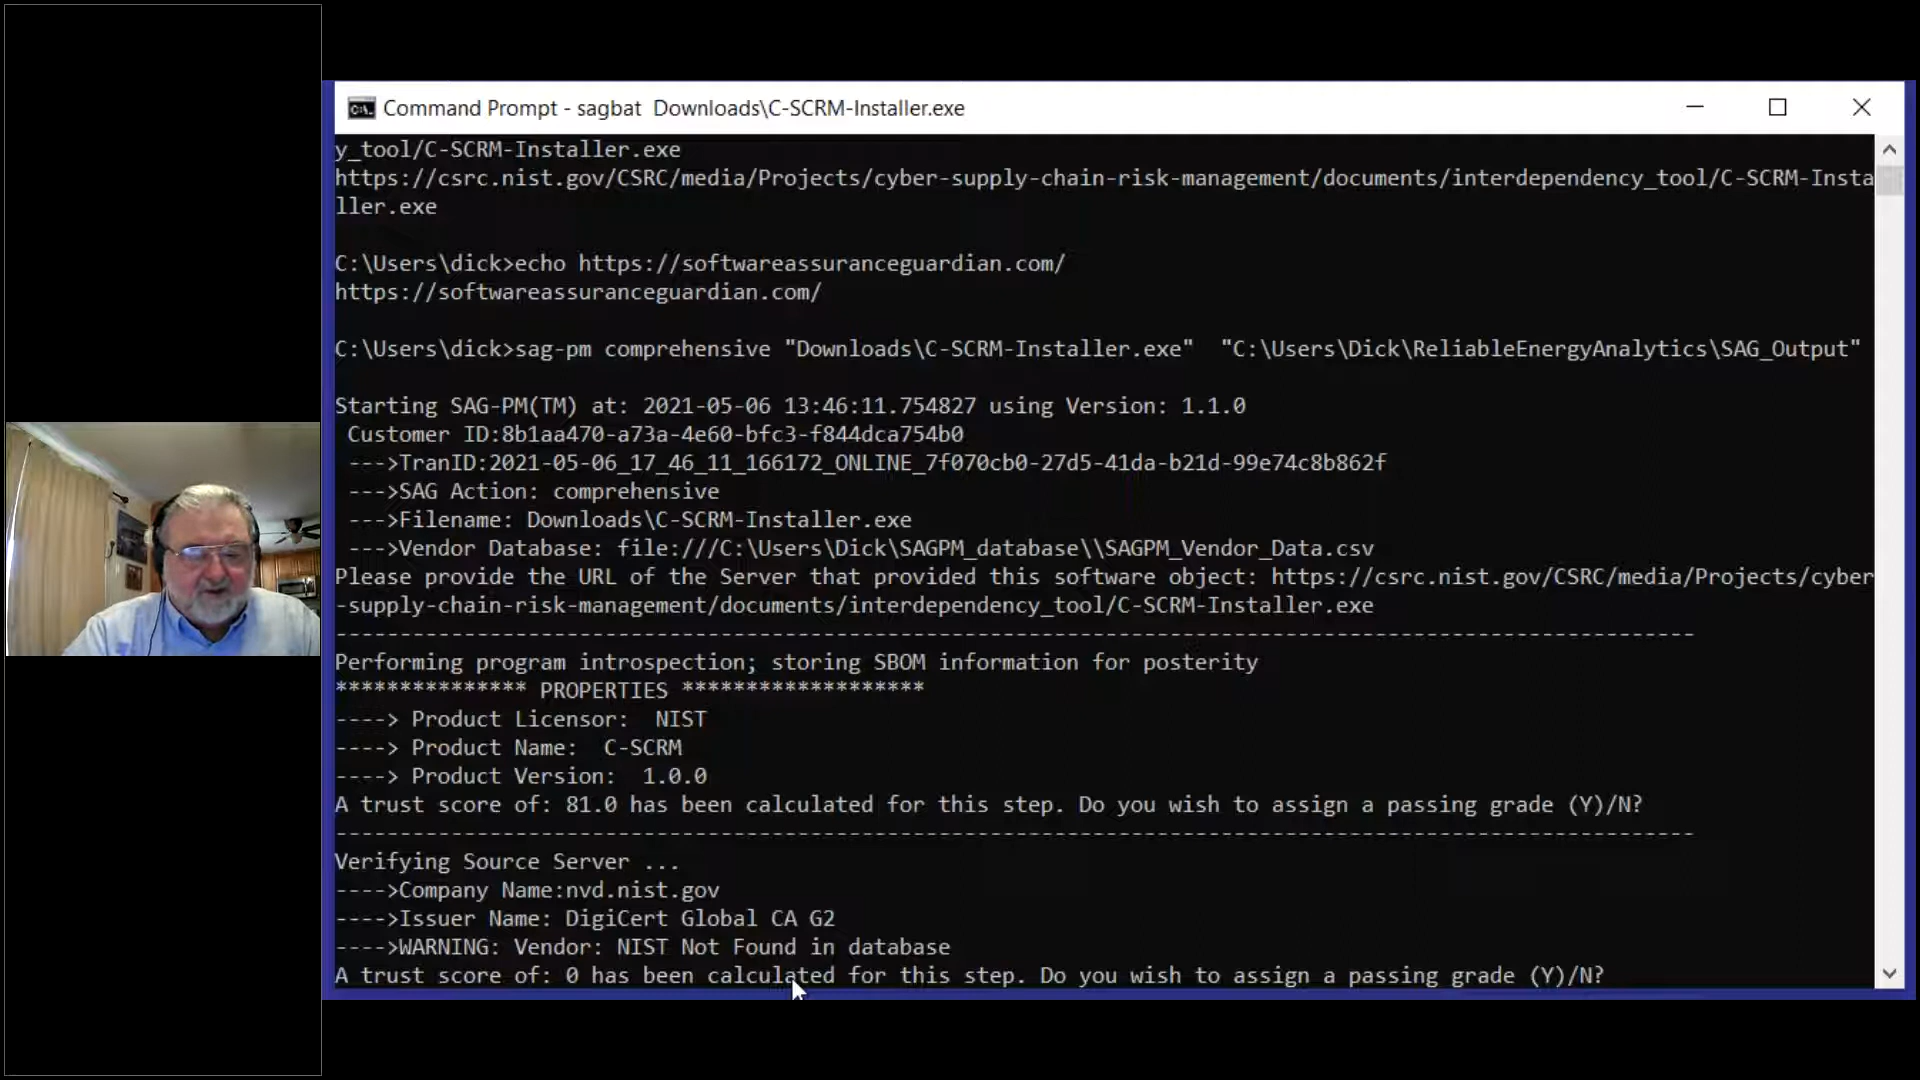 Command Prompt - sagbat  Downloads\C-SCRM-Installer.exe
y_tool/C-SCRM-Installer.exe
https://csrc.nist.gov/CSRC/media/Projects/cyber-supply-chain-risk-management/documents/interdependency_tool/C-SCRM-Insta
ller.exe
C:\Users\dick>echo https://softwareassuranceguardian.com/
https://softwareassuranceguardian.com/
C:\Users\dick>sag-pm comprehensive "Downloads\C-SCRM-Installer.exe"  "C:\Users\Dick\ReliableEnergyAnalytics\SAG_Output"
Starting SAG-PM(TM) at: 2021-05-06 13:46:11.754827 using Version: 1.1.0
 Customer ID:8b1aa470-a73a-4e60-bfc3-f844dca754b0
 --->TranID:2021-05-06_17_46_11_166172_ONLINE_7f070cb0-27d5-41da-b21d-99e74c8b862f
 --->SAG Action: comprehensive
 --->Filename: Downloads\C-SCRM-Installer.exe
 --->Vendor Database: file:///C:\Users\Dick\SAGPM_database\\SAGPM_Vendor_Data.csv
Please provide the URL of the Server that provided this software object: https://csrc.nist.gov/CSRC/media/Projects/cyber
-supply-chain-risk-management/documents/interdependency_tool/C-SCRM-Installer.exe
----------------------------------------------------------------------------------------------------------
Performing program introspection; storing SBOM information for posterity
*************** PROPERTIES *******************
----> Product Licensor:  NIST
----> Product Name:  C-SCRM
----> Product Version:  1.0.0
A trust score of: 81.0 has been calculated for this step. Do you wish to assign a passing grade (Y)/N?
----------------------------------------------------------------------------------------------------------
Verifying Source Server ...
---->Company Name:nvd.nist.gov
---->Issuer Name: DigiCert Global CA G2
---->WARNING: Vendor: NIST Not Found in database
A trust score of: 0 has been calculated for this step. Do you wish to assign a passing grade (Y)/N?